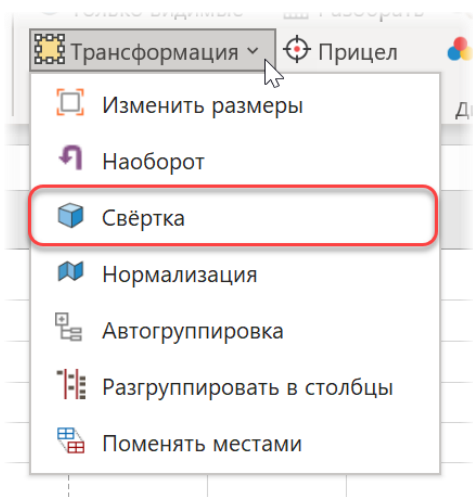 Трансформация
Прицел
Изменить размеры
Наоборот
Свёртка
Нормализация
Автогруппировка
Разгруппировать в столбцы
Поменять местами